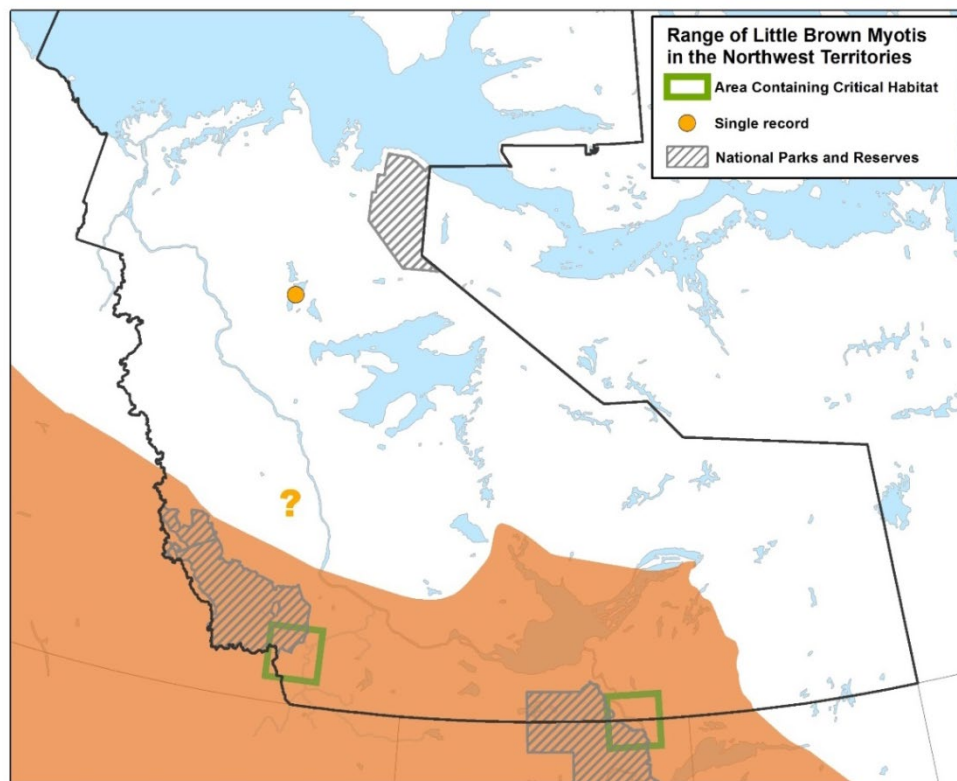 Range of Little Brown Myotis
in the Northwest Territories
Area Containing Critical Habitat
Single record
National Parks and Reserves
?